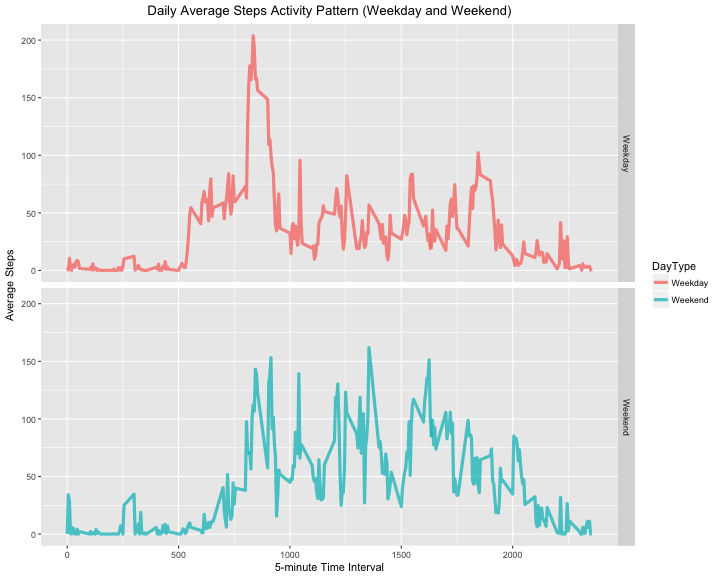 Daily Average Steps Activity Pattern (Weekday and Weekend)
Average Steps
200
150
100
50
0
Weekday
200
150
100
50
0
Weekend
0
500
1000
1500
2000
5-minute Time Interval
DayType
Weekday
Weekend